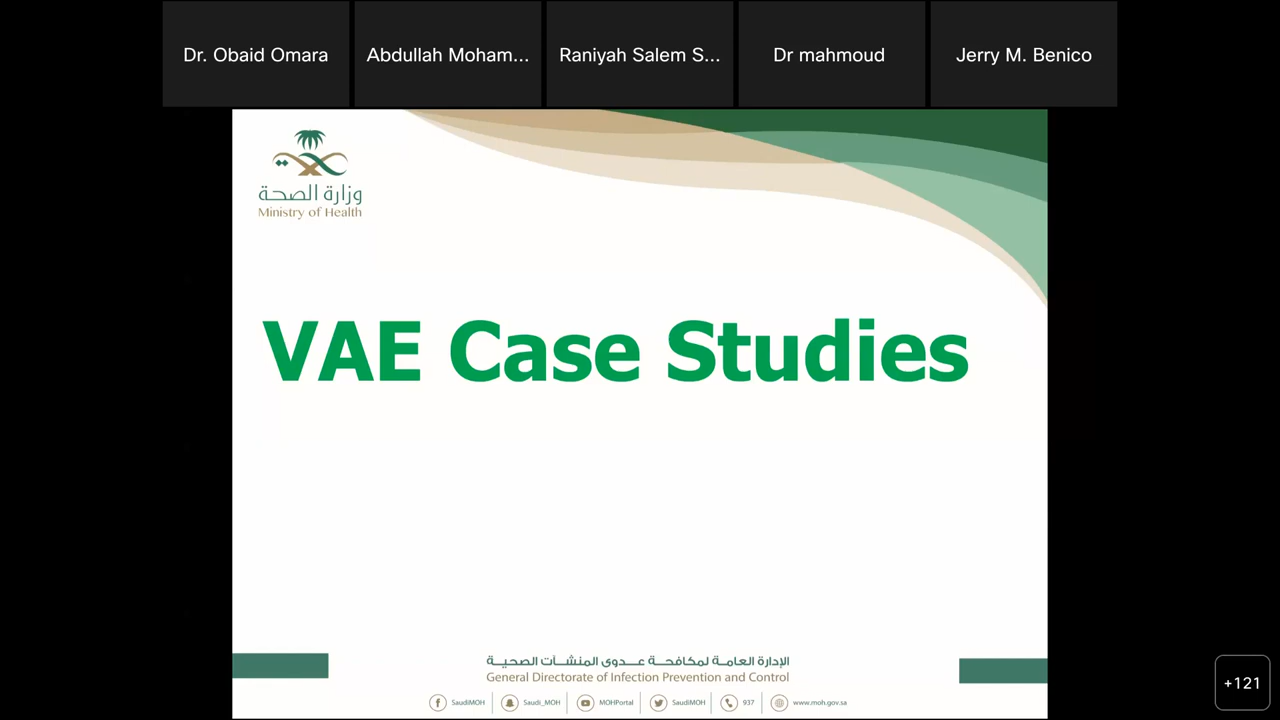 Dr. Obaid Omara
Abdullah Moham...
Raniyah Salem S...
Dr mahmoud
Jerry M. Benico
وزارة الصحة
Ministry of Health
VAE Case Studies
الإدارة العامة لمكافحة عدوى المنشآت الصحية
General Directorate of Infection Prevention and Control
SaudiMOH
Saudi_MOH
MOHPortal
SaudiMOH
937
www.moh.gov.sa
+121